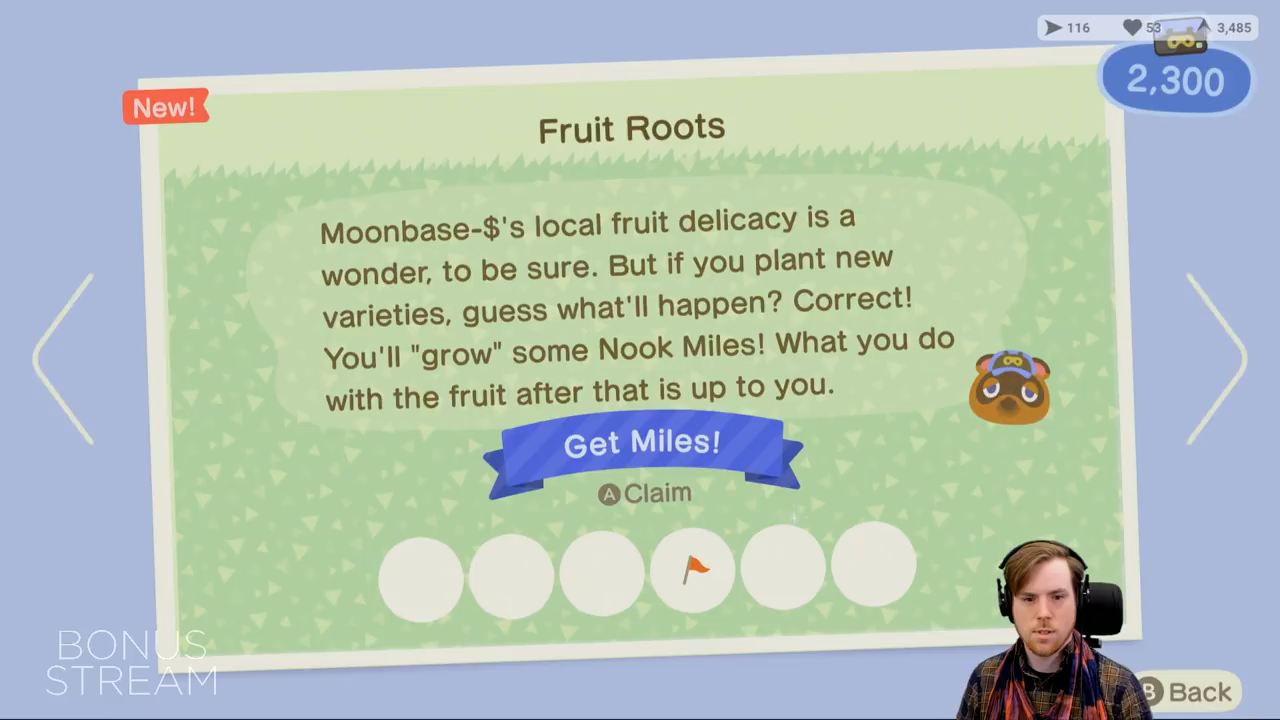 116 53 3,485
2,300
New!
Fruit Roots
Moonbase-$'s local fruit delicacy is a
wonder, to be sure. But if you plant new
varieties, guess what'll happen? Correct!
You'll "grow" some Nook Miles! What you do
with the fruit after that is up to you.
Get Miles!
A Claim
BONUS
STREAM
B Back